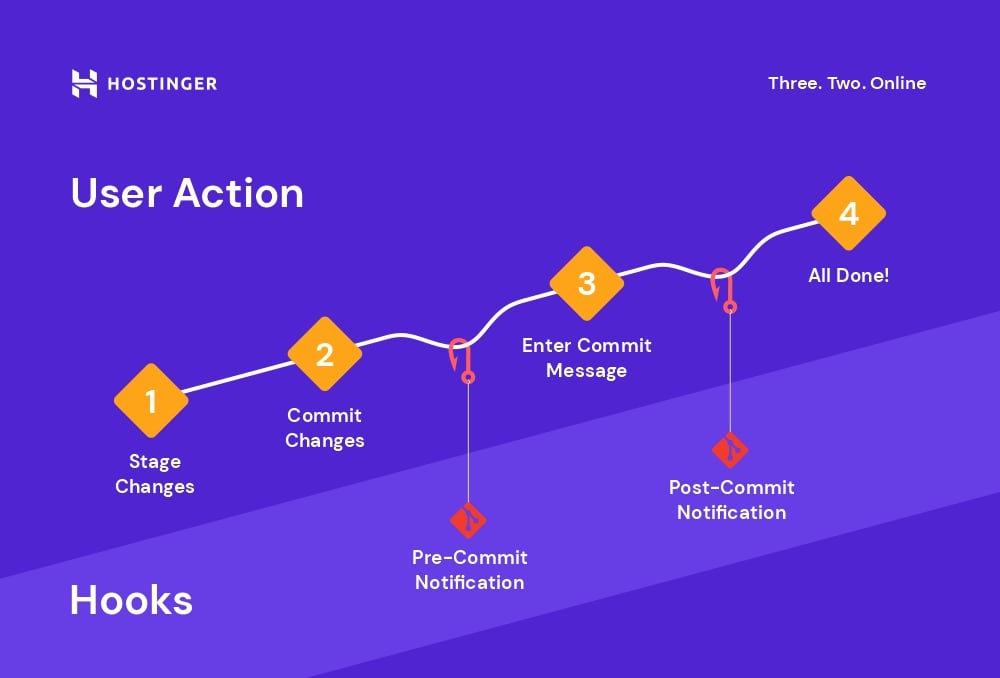 HOSTINGER
Three. Two. Online
User Action
1
Stage
Changes
2
Commit
Changes
3
Enter Commit
Message
4
All Done!
Hooks
Pre-Commit
Notification
Post-Commit
Notification